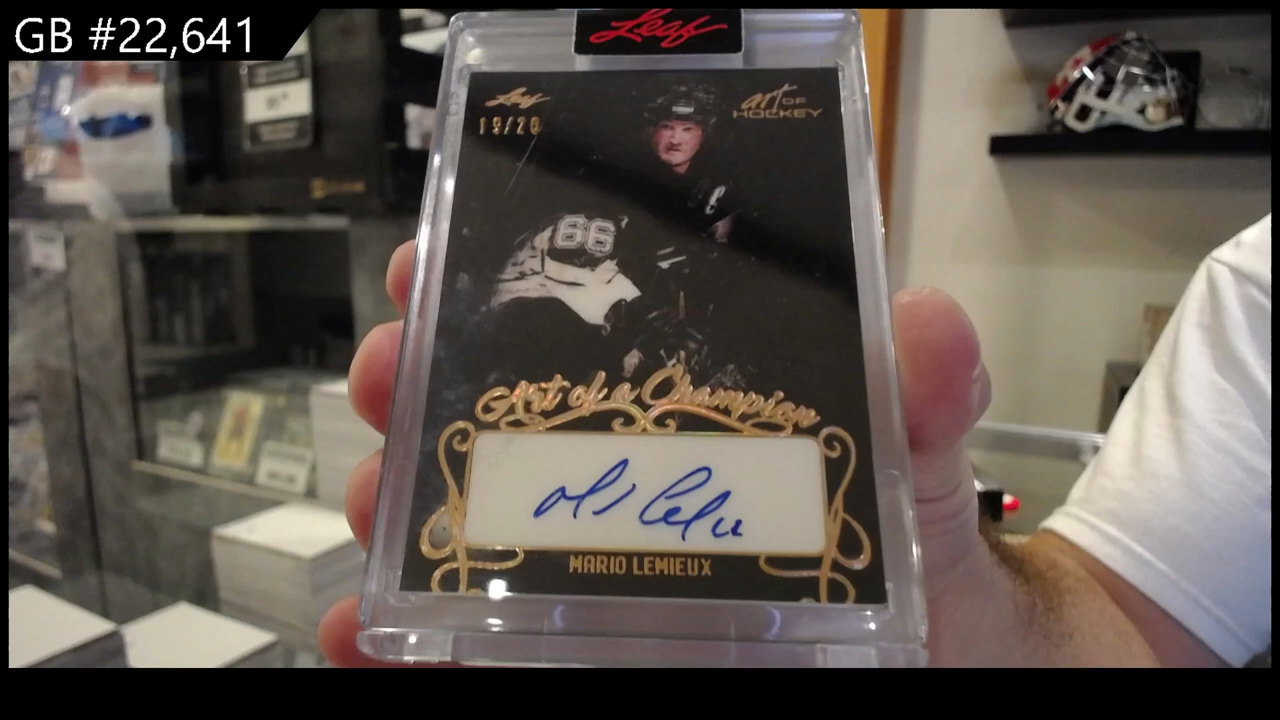 GB #22,641
Leaf
Leaf
art OF
HOCKEY
19/20
C
66
Art of a Champion
MARIO LEMIEUX